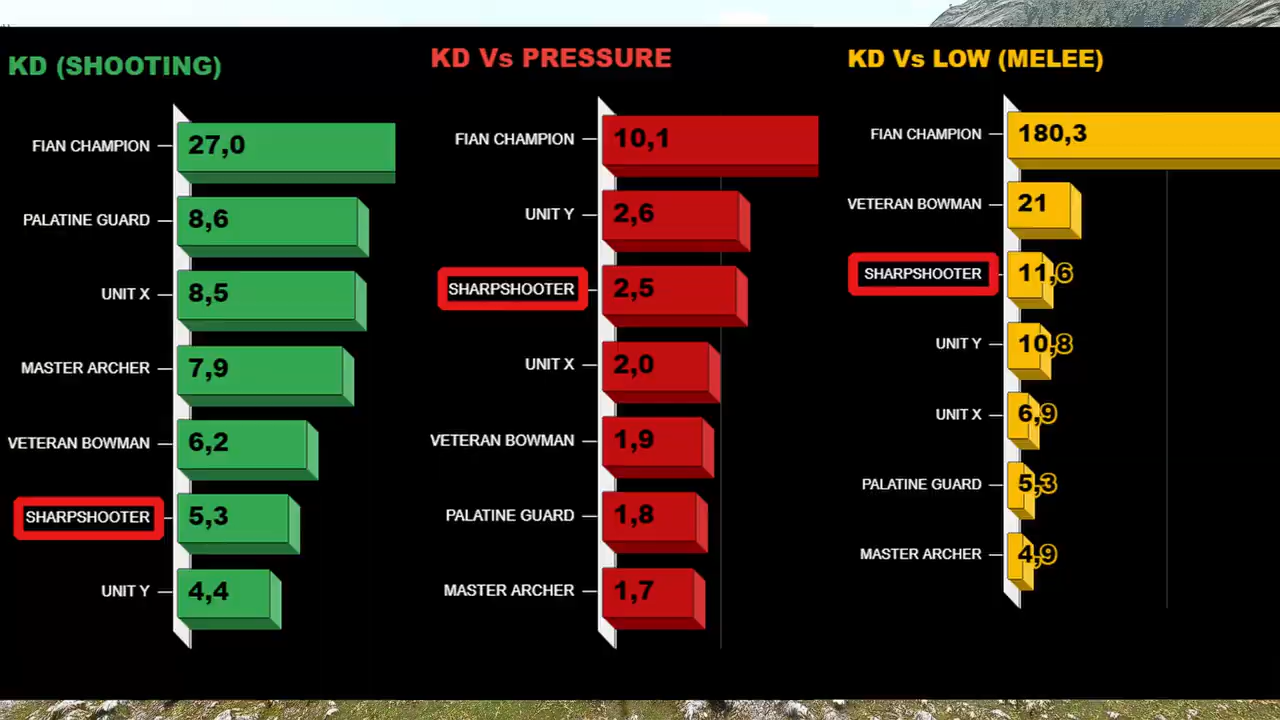 KD (SHOOTING)
FIAN CHAMPION 27,0
PALATINE GUARD 8,6
UNIT X 8,5
MASTER ARCHER 7,9
VETERAN BOWMAN 6,2
SHARPSHOOTER 5,3
UNIT Y 4,4
KD Vs PRESSURE
FIAN CHAMPION 10,1
UNIT Y 2,6
SHARPSHOOTER 2,5
UNIT X 2,0
VETERAN BOWMAN 1,9
PALATINE GUARD 1,8
MASTER ARCHER 1,7
KD Vs LOW (MELEE)
FIAN CHAMPION 180,3
VETERAN BOWMAN 21
SHARPSHOOTER 11,6
UNIT Y 10,8
UNIT X 6,9
PALATINE GUARD 5,3
MASTER ARCHER 4,9